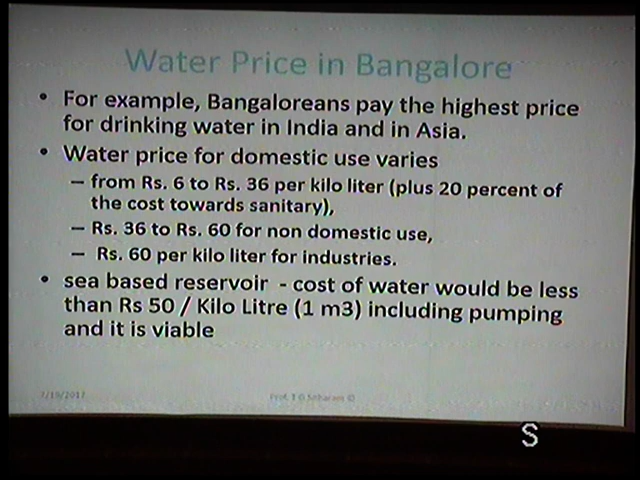 Water Price in Bangalore
• For example, Bangaloreans pay the highest price
for drinking water in India and in Asia.
• Water price for domestic use varies
– from Rs. 6 to Rs. 36 per kilo liter (plus 20 percent of
the cost towards sanitary),
– Rs. 36 to Rs. 60 for non domestic use,
– Rs. 60 per kilo liter for industries.
• sea based reservoir - cost of water would be less
than Rs 50 / Kilo Litre (1 m3) including pumping
and it is viable
7/19/2017 Prof. T G ©
S